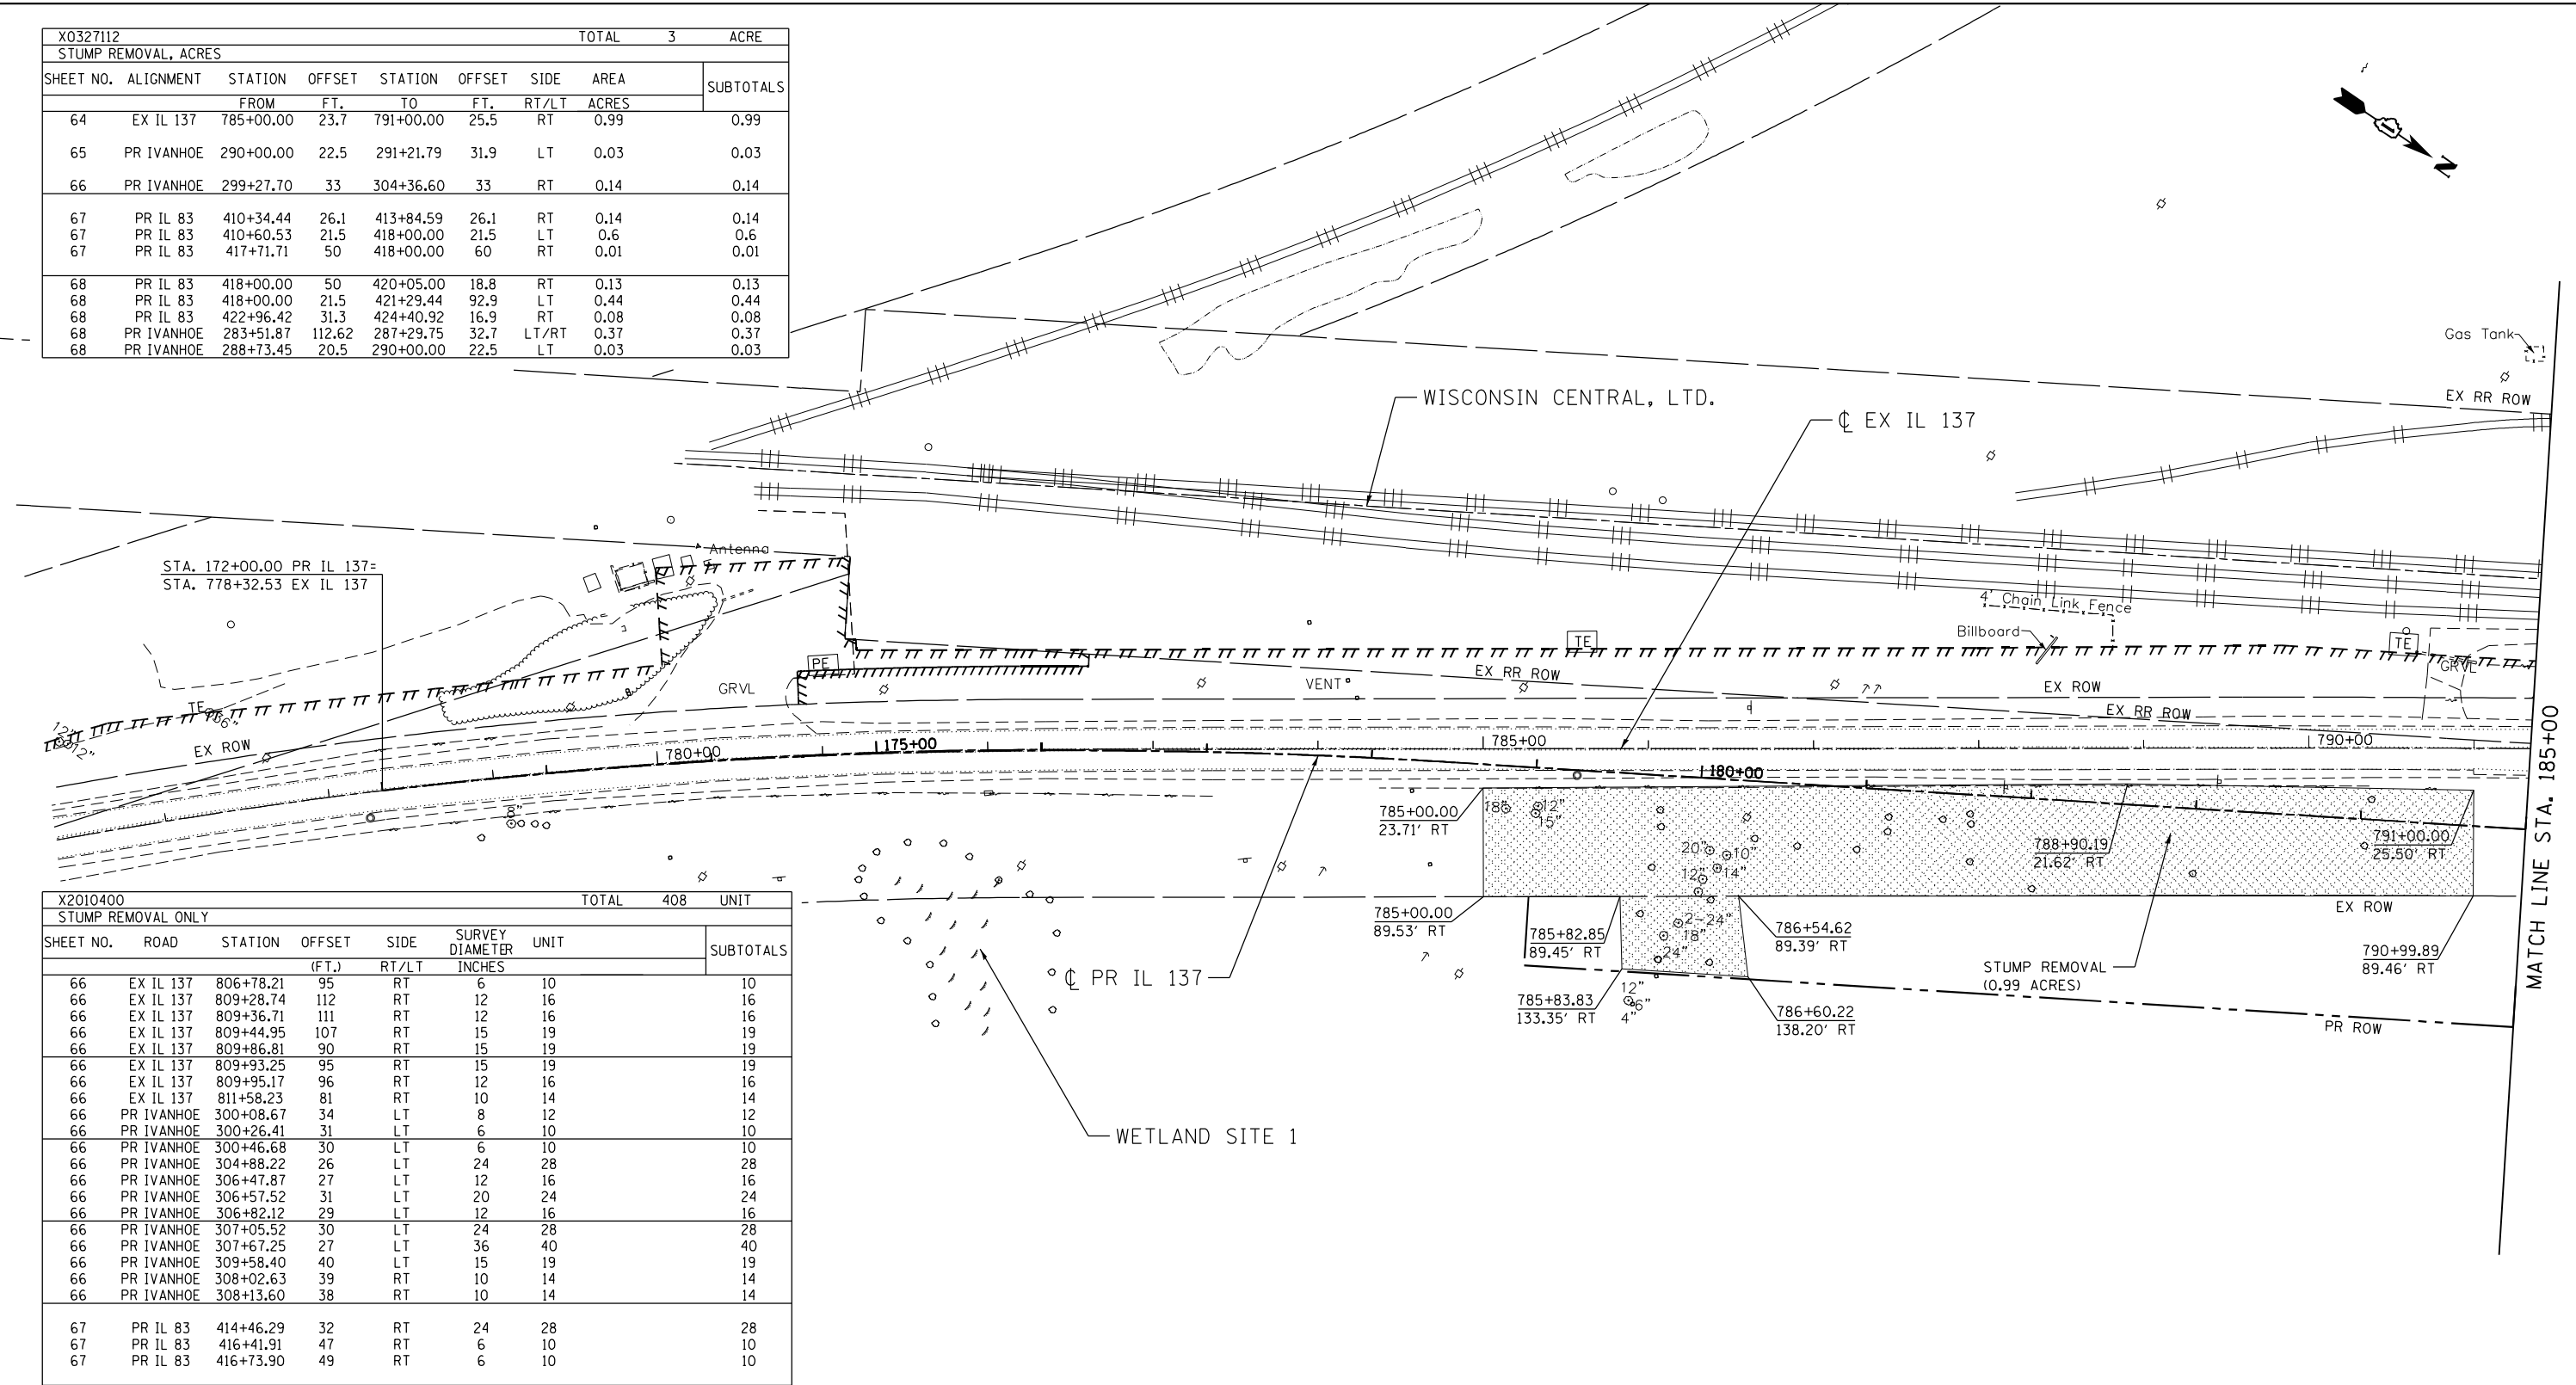 X0327112 TOTAL 3 ACRE
STUMP REMOVAL, ACRES
SHEET NO. ALIGNMENT STATION OFFSET STATION OFFSET SIDE AREA SUBTOTALS
FROM FT. TO FT. RT/LT ACRES
64 EX IL 137 785+00.00 23.7 791+00.00 25.5 RT 0.99 0.99
65 PR IVANHOE 290+00.00 22.5 291+21.79 31.9 LT 0.03 0.03
66 PR IVANHOE 299+27.70 33 304+36.60 33 RT 0.14 0.14
67 PR IL 83 410+34.44 26.1 413+84.59 26.1 RT 0.14 0.14
67 PR IL 83 410+60.53 21.5 418+00.00 21.5 LT 0.6 0.6
67 PR IL 83 417+71.71 50 418+00.00 60 RT 0.01 0.01
68 PR IL 83 418+00.00 50 420+05.00 18.8 RT 0.13 0.13
68 PR IL 83 418+00.00 21.5 421+29.44 92.9 LT 0.44 0.44
68 PR IL 83 422+96.42 31.3 424+40.92 16.9 RT 0.08 0.08
68 PR IVANHOE 283+51.87 112.62 287+29.75 32.7 LT/RT 0.37 0.37
68 PR IVANHOE 288+73.45 20.5 290+00.00 22.5 LT 0.03 0.03
N
Gas Tank
EX RR ROW
WISCONSIN CENTRAL, LTD.
℄ EX IL 137
Antenna
STA. 172+00.00 PR IL 137=
STA. 778+32.53 EX IL 137
4' Chain Link Fence
Billboard
TE
TE
PE
GRVL
VENT
EX RR ROW
EX ROW
GRVL
TE
36"
12"
12"
EX ROW
EX RR ROW
780+00
175+00
785+00
180+00
790+00
MATCH LINE STA. 185+00
8"
785+00.00
23.71' RT
18"
12"
15"
20"
10"
14"
12"
788+90.19
21.62' RT
791+00.00
25.50' RT
785+00.00
89.53' RT
785+82.85
89.45' RT
2-24"
18"
24"
786+54.62
89.39' RT
EX ROW
790+99.89
89.46' RT
STUMP REMOVAL
(0.99 ACRES)
℄ PR IL 137
785+83.83
133.35' RT
12"
6"
4"
786+60.22
138.20' RT
PR ROW
WETLAND SITE 1
X2010400 TOTAL 408 UNIT
STUMP REMOVAL ONLY
SHEET NO. ROAD STATION OFFSET SIDE SURVEY DIAMETER UNIT SUBTOTALS
(FT.) RT/LT INCHES
66 EX IL 137 806+78.21 95 RT 6 10 10
66 EX IL 137 809+28.74 112 RT 12 16 16
66 EX IL 137 809+36.71 111 RT 12 16 16
66 EX IL 137 809+44.95 107 RT 15 19 19
66 EX IL 137 809+86.81 90 RT 15 19 19
66 EX IL 137 809+93.25 95 RT 15 19 19
66 EX IL 137 809+95.17 96 RT 12 16 16
66 EX IL 137 811+58.23 81 RT 10 14 14
66 PR IVANHOE 300+08.67 34 LT 8 12 12
66 PR IVANHOE 300+26.41 31 LT 6 10 10
66 PR IVANHOE 300+46.68 30 LT 6 10 10
66 PR IVANHOE 304+88.22 26 LT 24 28 28
66 PR IVANHOE 306+47.87 27 LT 12 16 16
66 PR IVANHOE 306+57.52 31 LT 20 24 24
66 PR IVANHOE 306+82.12 29 LT 12 16 16
66 PR IVANHOE 307+05.52 30 LT 24 28 28
66 PR IVANHOE 307+67.25 27 LT 36 40 40
66 PR IVANHOE 309+58.40 40 LT 15 19 19
66 PR IVANHOE 308+02.63 39 RT 10 14 14
66 PR IVANHOE 308+13.60 38 RT 10 14 14
67 PR IL 83 414+46.29 32 RT 24 28 28
67 PR IL 83 416+41.91 47 RT 6 10 10
67 PR IL 83 416+73.90 49 RT 6 10 10